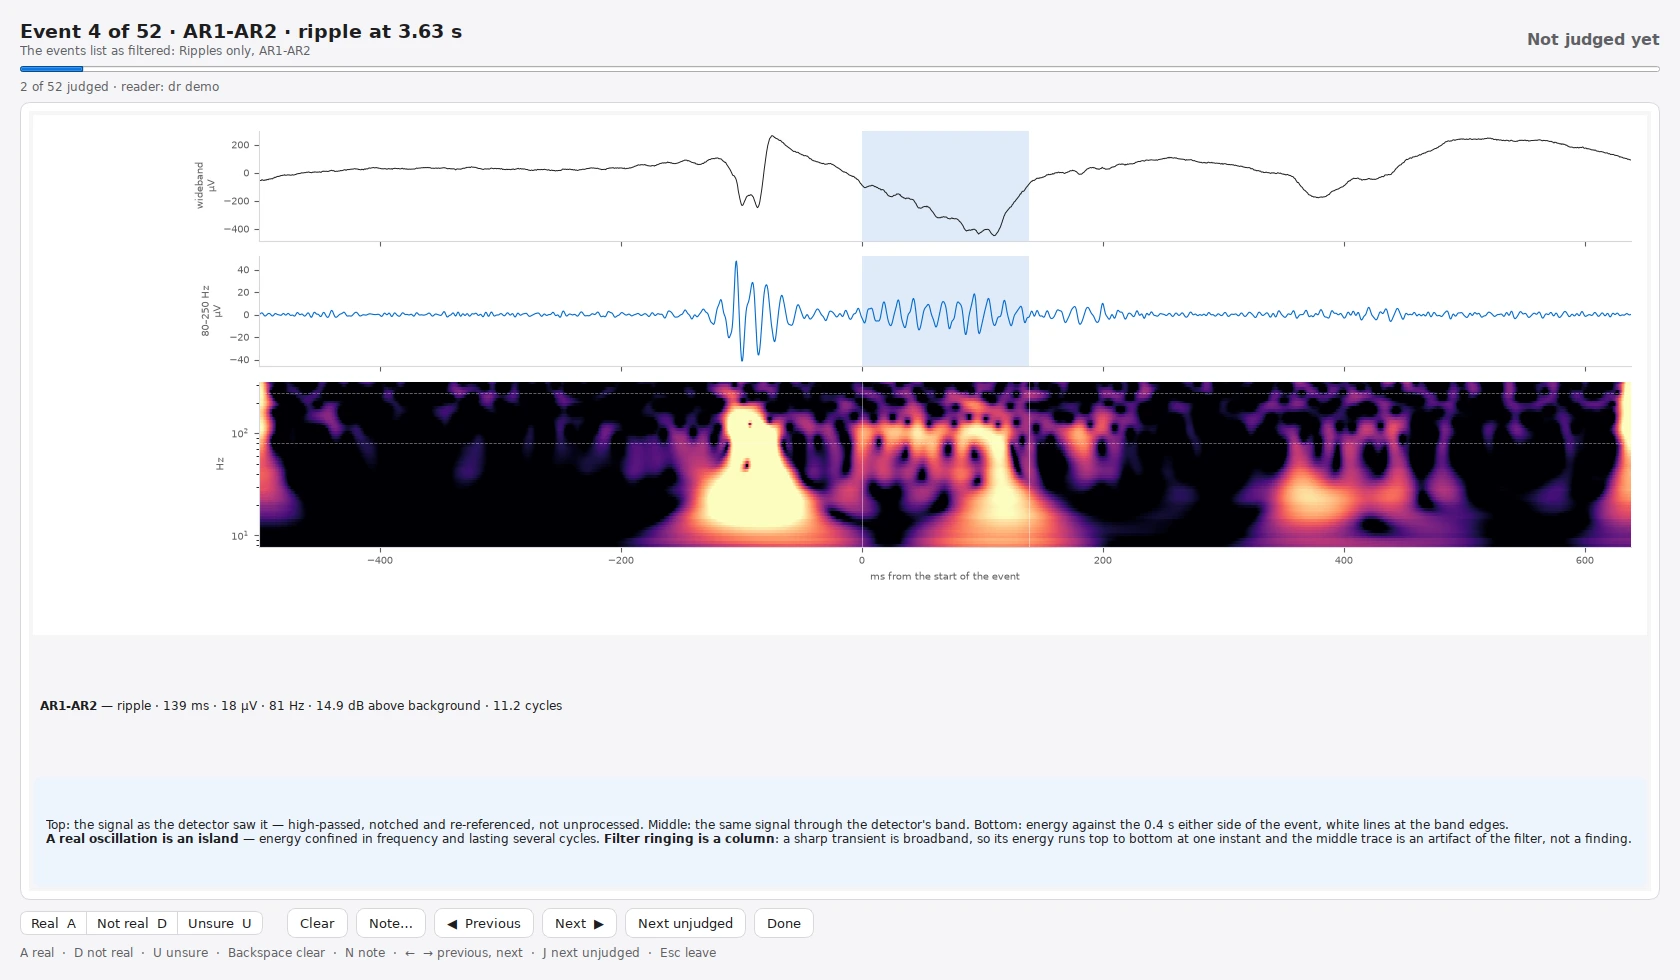 Event 4 of 52 · AR1-AR2 · ripple at 3.63 s
The events list as filtered: Ripples only, AR1-AR2
Not judged yet
2 of 52 judged · reader: dr demo
wideband
µV
200
0
−200
−400
80–250 Hz
µV
40
20
0
−20
−40
Hz
10²
10¹
−400
−200
0
200
400
600
ms from the start of the event
AR1-AR2 — ripple · 139 ms · 18 µV · 81 Hz · 14.9 dB above background · 11.2 cycles
Top: the signal as the detector saw it — high-passed, notched and re-referenced, not unprocessed. Middle: the same signal through the detector's band. Bottom: energy against the 0.4 s either side of the event, white lines at the band edges.
A real oscillation is an island — energy confined in frequency and lasting several cycles. Filter ringing is a column: a sharp transient is broadband, so its energy runs top to bottom at one instant and the middle trace is an artifact of the filter, not a finding.
Real A
Not real D
Unsure U
Clear
Note...
◀ Previous
Next ▶
Next unjudged
Done
A real · D not real · U unsure · Backspace clear · N note · ← → previous, next · J next unjudged · Esc leave